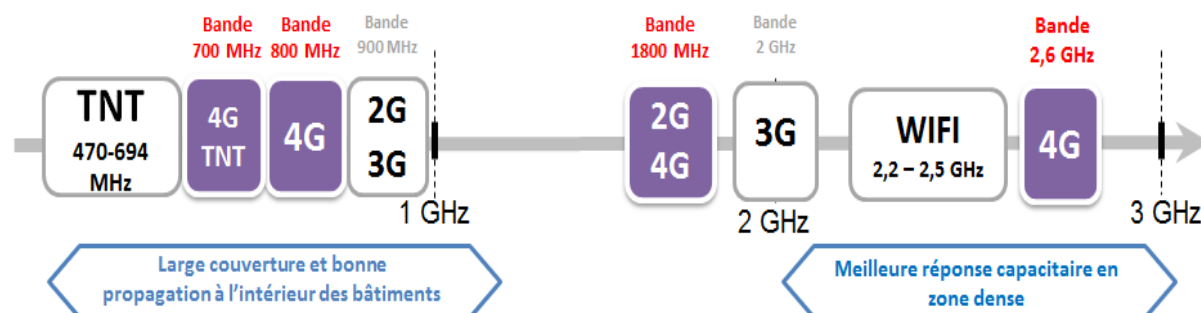 Bande
700 MHz
Bande
800 MHz
Bande
900 MHz
Bande
1800 MHz
Bande
2 GHz
Bande
2,6 GHz
TNT
470-694
MHz
4G
TNT
4G
2G
3G
2G
4G
3G
WIFI
2,2 – 2,5 GHz
4G
1 GHz
2 GHz
3 GHz
Large couverture et bonne
propagation à l'intérieur des bâtiments
Meilleure réponse capacitaire en
zone dense